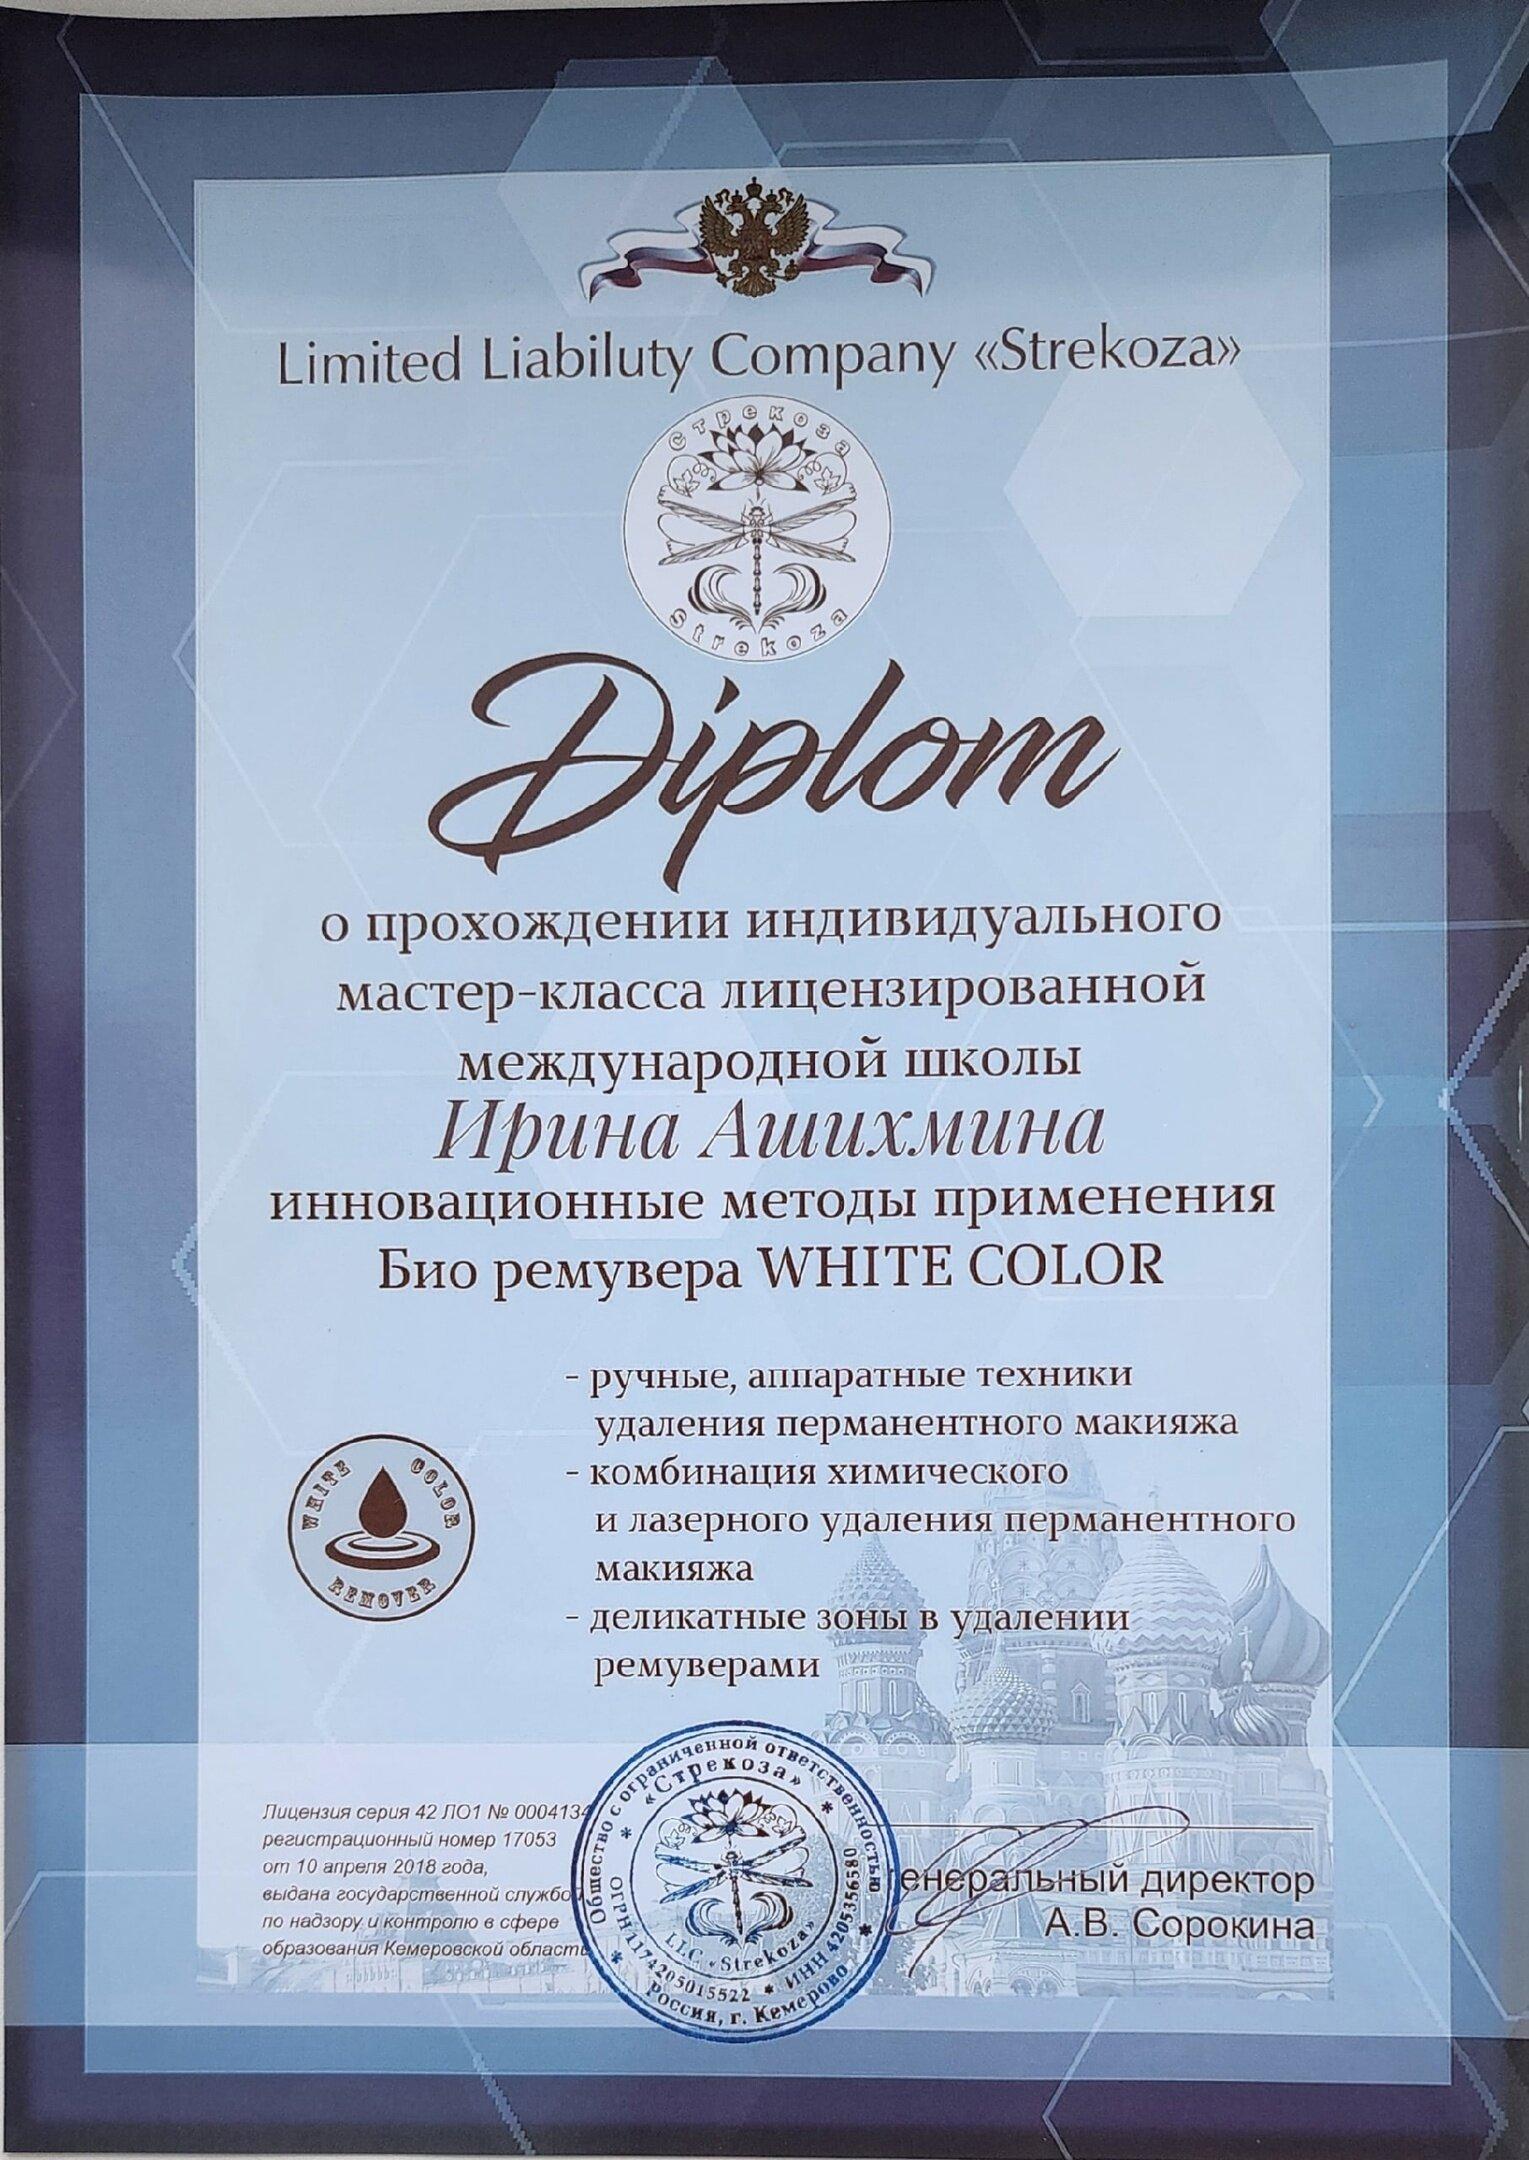 Limited Liabiluty Company «Strekoza»
Стрекоза
Strekoza
Diplom
о прохождении индивидуального
мастер-класса лицензированной
международной школы
Ирина Ашихмина
инновационные методы применения
Био ремувера WHITE COLOR
- ручные, аппаратные техники
удаления перманентного макияжа
- комбинация химического
и лазерного удаления перманентного
макияжа
- деликатные зоны в удалении
ремуверами
WHITE COLOR
REMOVER
Лицензия серия 42 ЛО1 № 0004134
регистрационный номер 17053
от 10 апреля 2018 года,
выдана государственной службой
по надзору и контролю в сфере
образования Кемеровской области
Общество с ограниченной ответственностью
«Стрекоза»
LLC «Strekoza»
ОГРН 1174205015522 * ИНН 4205356580
Россия, г. Кемерово
енеральный директор
А.В. Сорокина